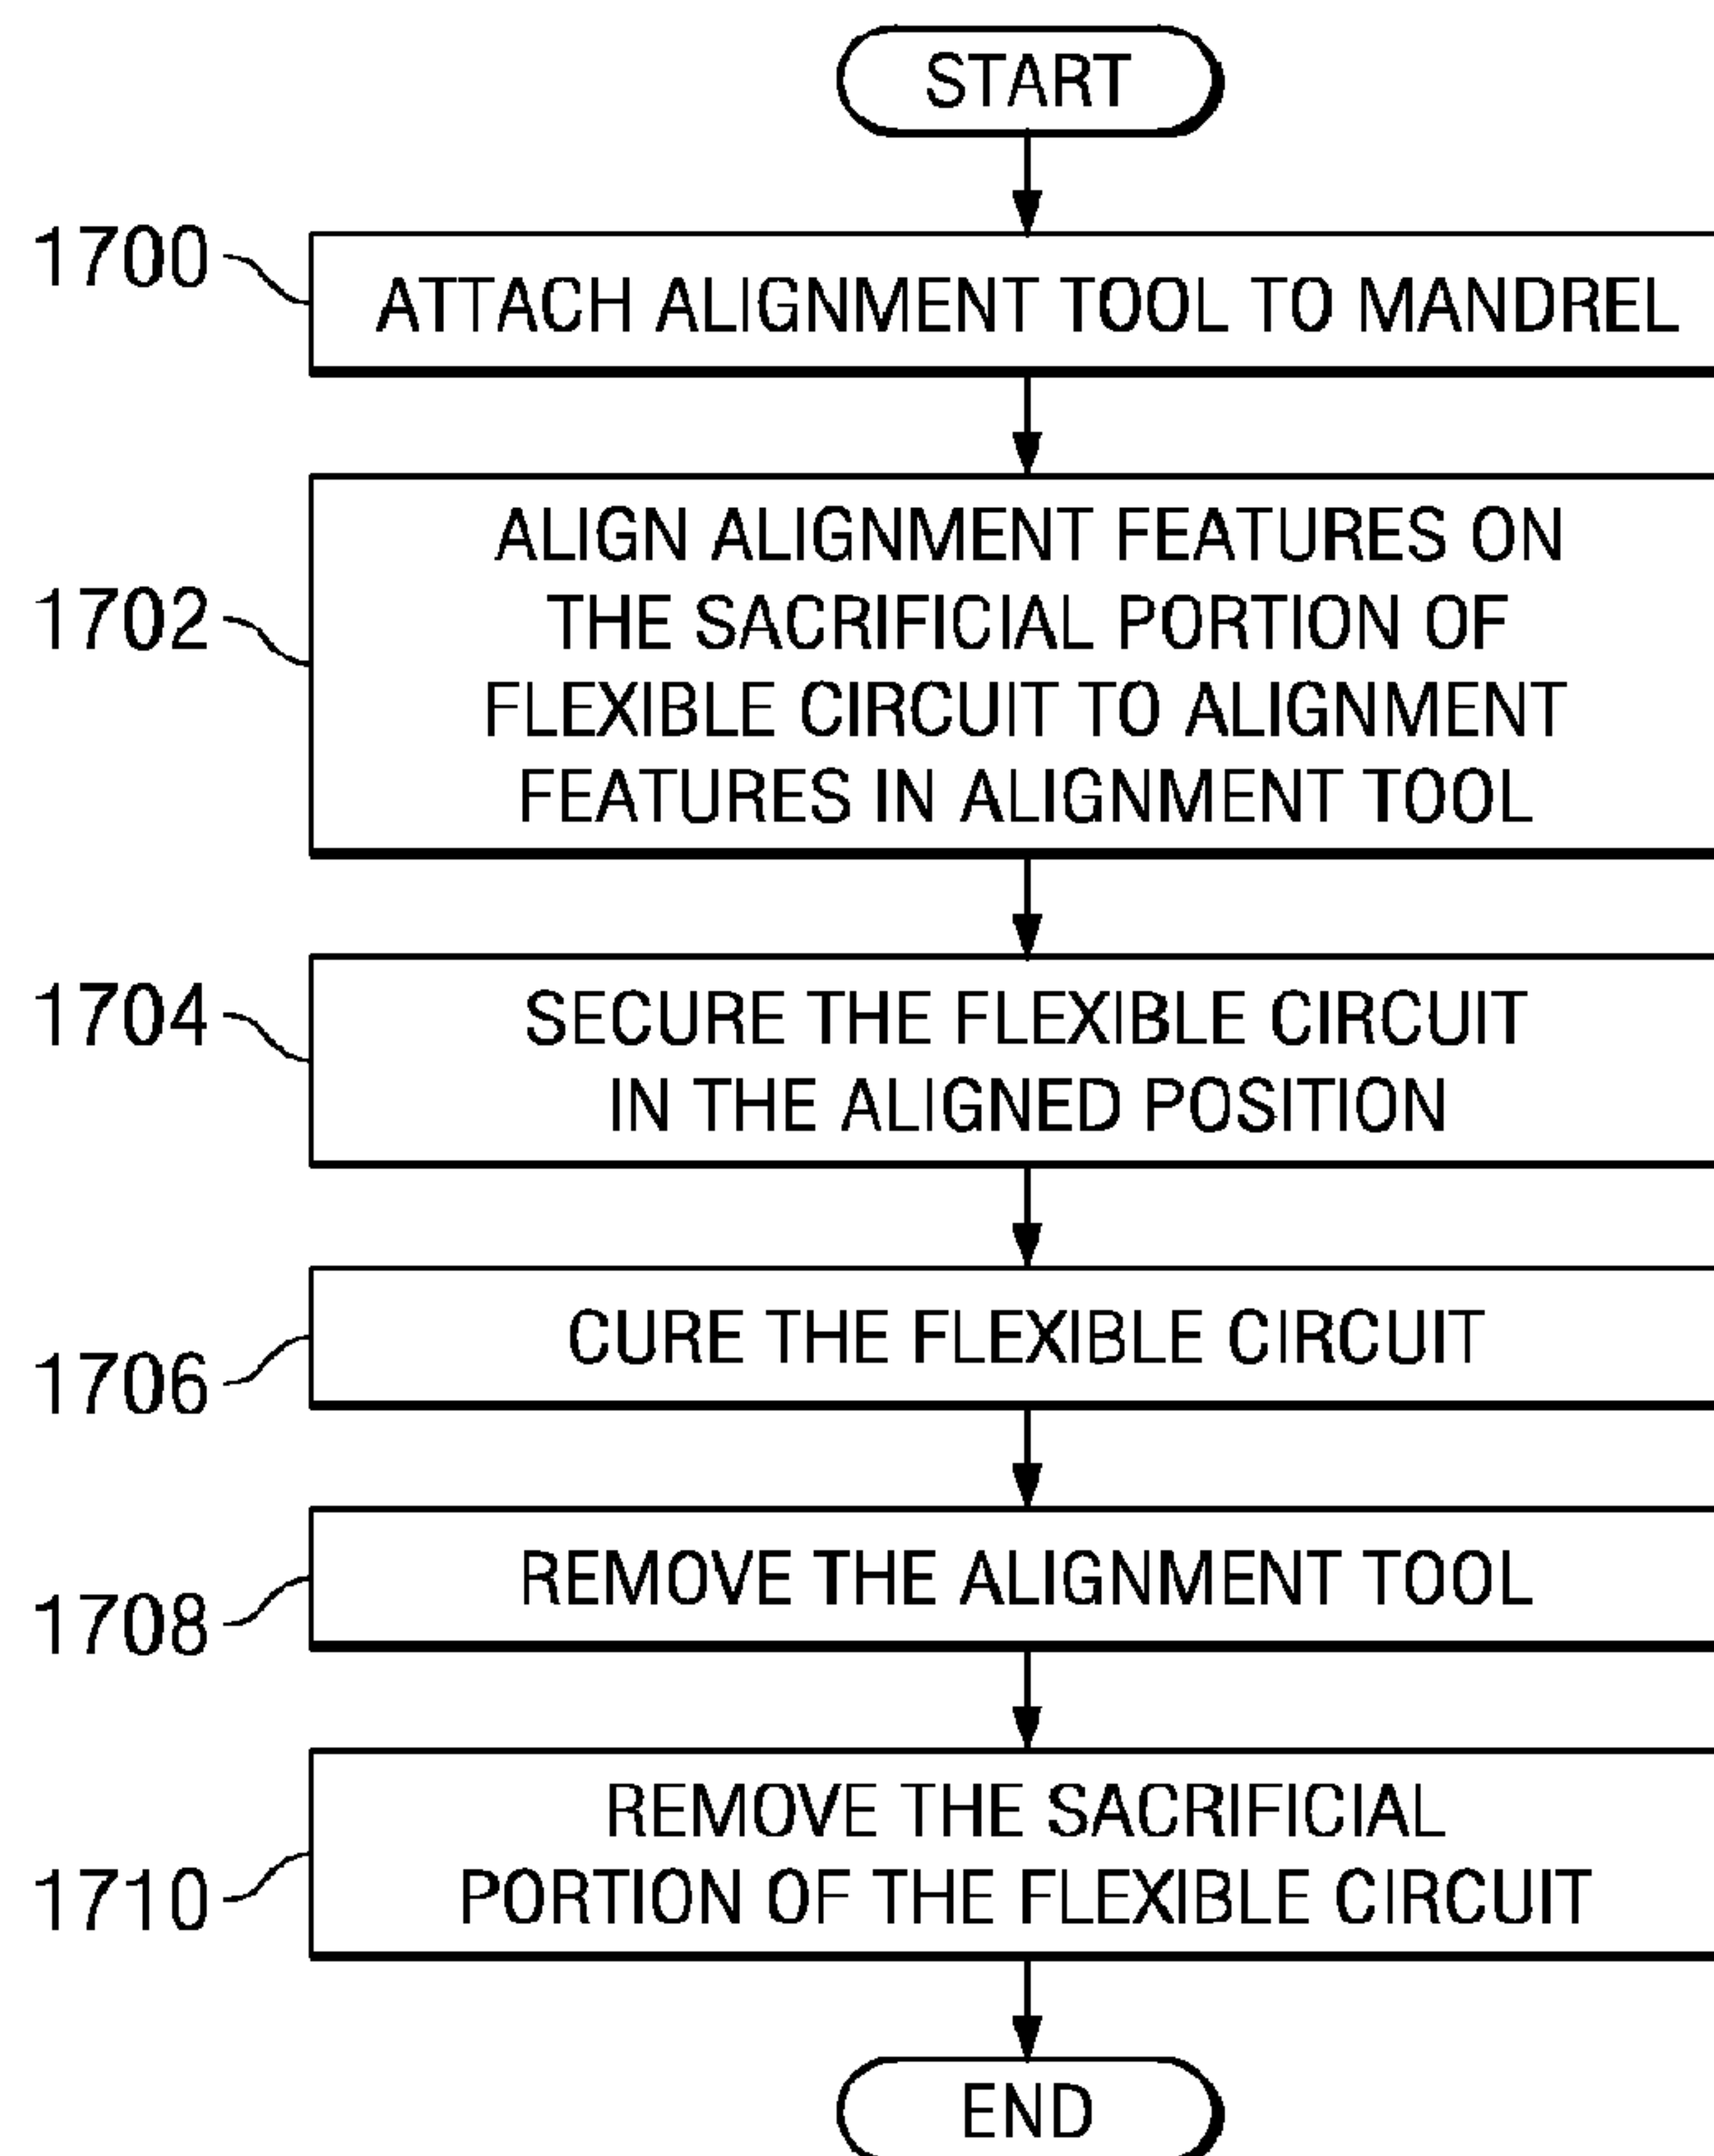 START
1700
ATTACH ALIGNMENT TOOL TO MANDREL
1702
ALIGN ALIGNMENT FEATURES ON
THE SACRIFICIAL PORTION OF
FLEXIBLE CIRCUIT TO ALIGNMENT
FEATURES IN ALIGNMENT TOOL
1704
SECURE THE FLEXIBLE CIRCUIT
IN THE ALIGNED POSITION
1706
CURE THE FLEXIBLE CIRCUIT
1708
REMOVE THE ALIGNMENT TOOL
1710
REMOVE THE SACRIFICIAL
PORTION OF THE FLEXIBLE CIRCUIT
END